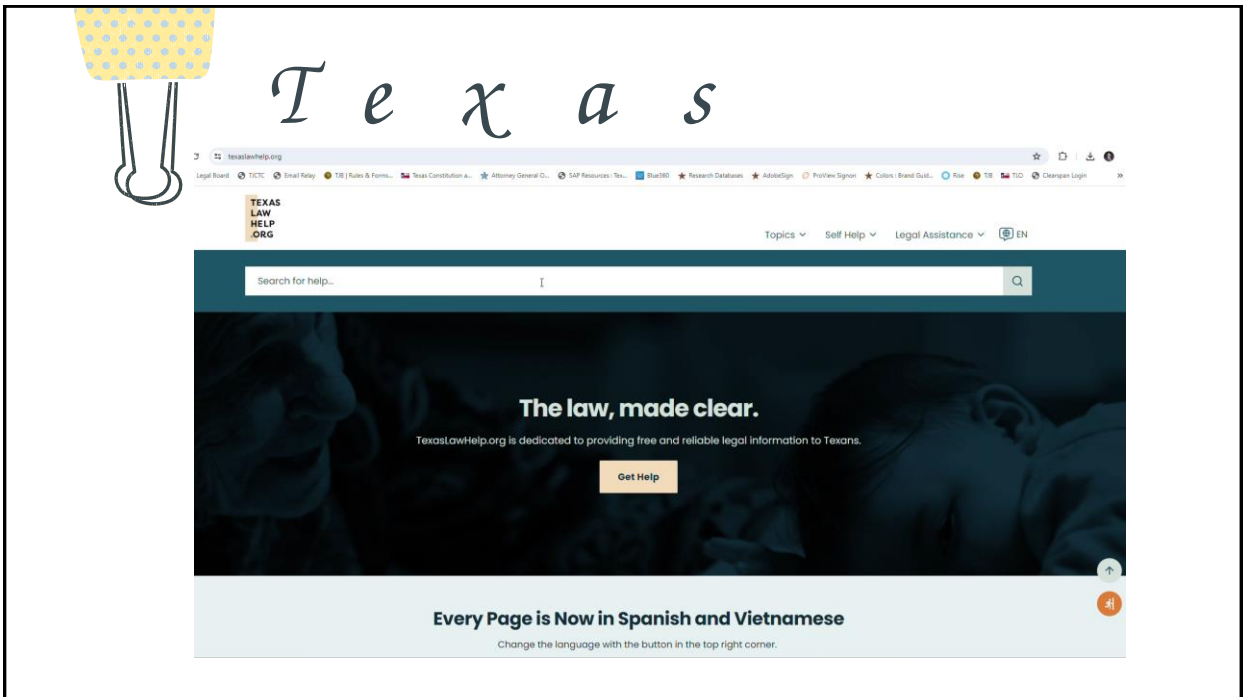 Texas
texaslawhelp.org
Legal Board TJCTC Email Relay TJB | Rules & Forms... Texas Constitution a... Attorney General O... SAP Resources : Tex... Blue360 Research Databases AdobeSign ProView Signon Colors : Brand Guid... Rise TJB TLO Clearspan Login »
TEXAS
LAW
HELP
.ORG
Topics Self Help Legal Assistance EN
Search for help...
The law, made clear.
TexasLawHelp.org is dedicated to providing free and reliable legal information to Texans.
Get Help
Every Page is Now in Spanish and Vietnamese
Change the language with the button in the top right corner.